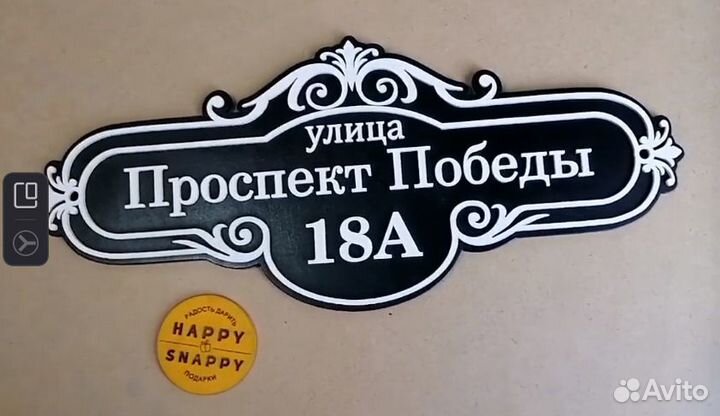 улица
Проспект Победы
18А
РАДОСТЬ ДАРИТЬ
HAPPY
SNAPPY
ПОДАРКИ
Avito